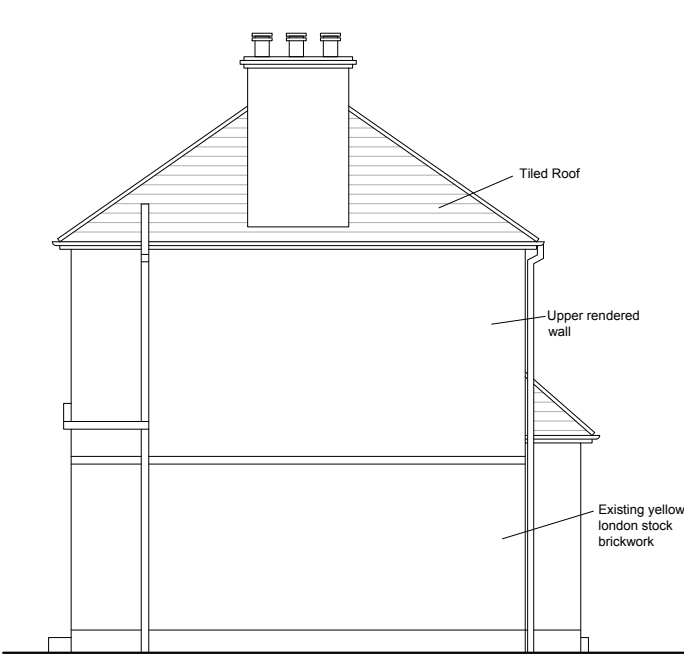 Tiled Roof
Upper rendered
wall
Existing yellow
london stock
brickwork